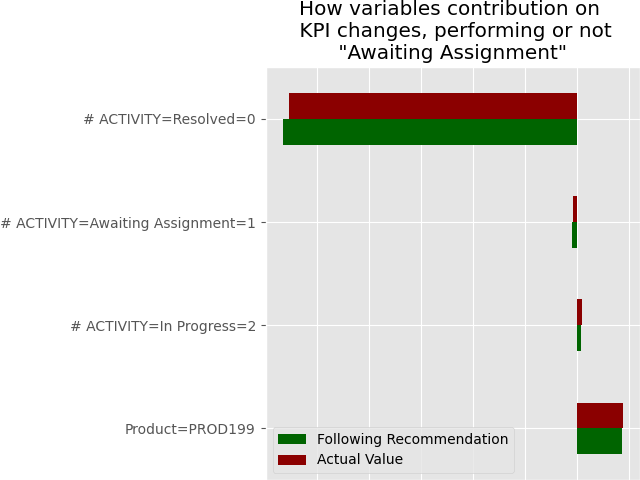 How variables contribution on
KPI changes, performing or not
"Awaiting Assignment"
# ACTIVITY=Resolved=0
# ACTIVITY=Awaiting Assignment=1
# ACTIVITY=In Progress=2
Product=PROD199
Following Recommendation
Actual Value